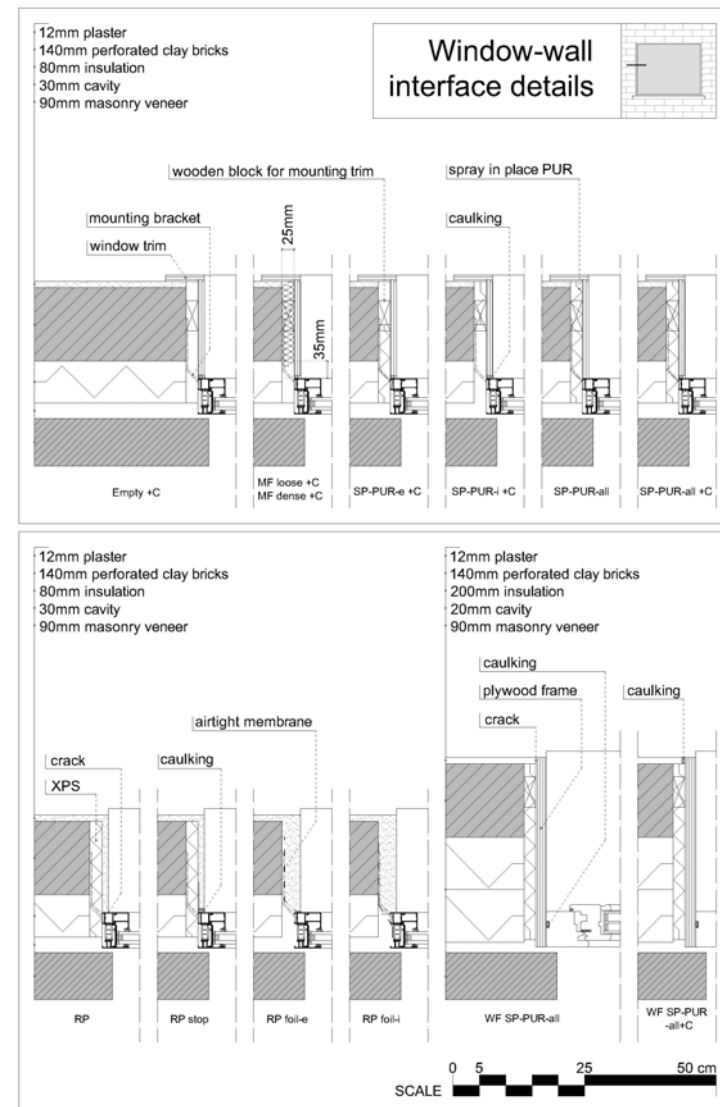 12mm plaster
140mm perforated clay bricks
80mm insulation
30mm cavity
90mm masonry veneer
Window-wall
interface details
wooden block for mounting trim
spray in place PUR
mounting bracket
25mm
caulking
window trim
35mm
Empty +C
MF loose +C
MF dense +C
SP-PUR-e +C
SP-PUR-i +C
SP-PUR-all
SP-PUR-all +C
12mm plaster
140mm perforated clay bricks
80mm insulation
30mm cavity
90mm masonry veneer
12mm plaster
140mm perforated clay bricks
200mm insulation
20mm cavity
90mm masonry veneer
caulking
plywood frame
caulking
crack
airtight membrane
crack
caulking
XPS
RP
RP stop
RP foil-e
RP foil-i
WF SP-PUR-all
WF SP-PUR
-all+C
SCALE
0 5 25 50 cm